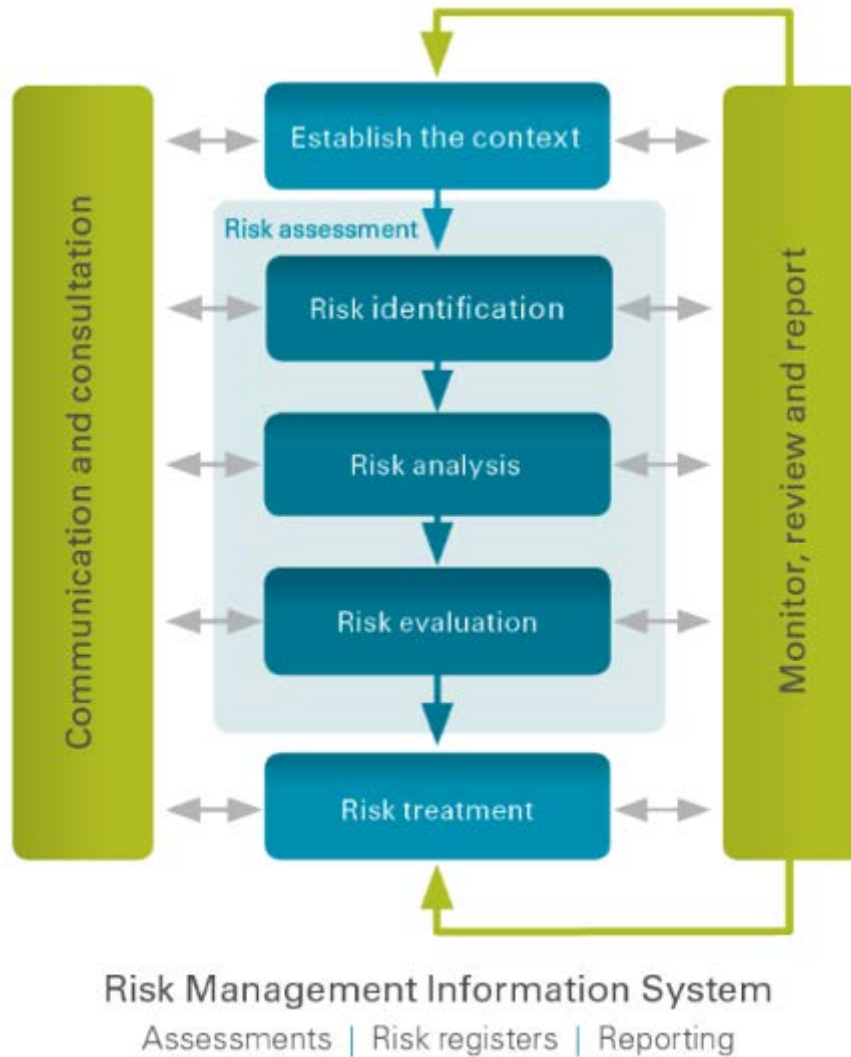 Establish the context
Risk assessment
Risk identification
Risk analysis
Risk evaluation
Risk treatment
Communication and consultation
Monitor, review and report
Risk Management Information System
Assessments | Risk registers | Reporting